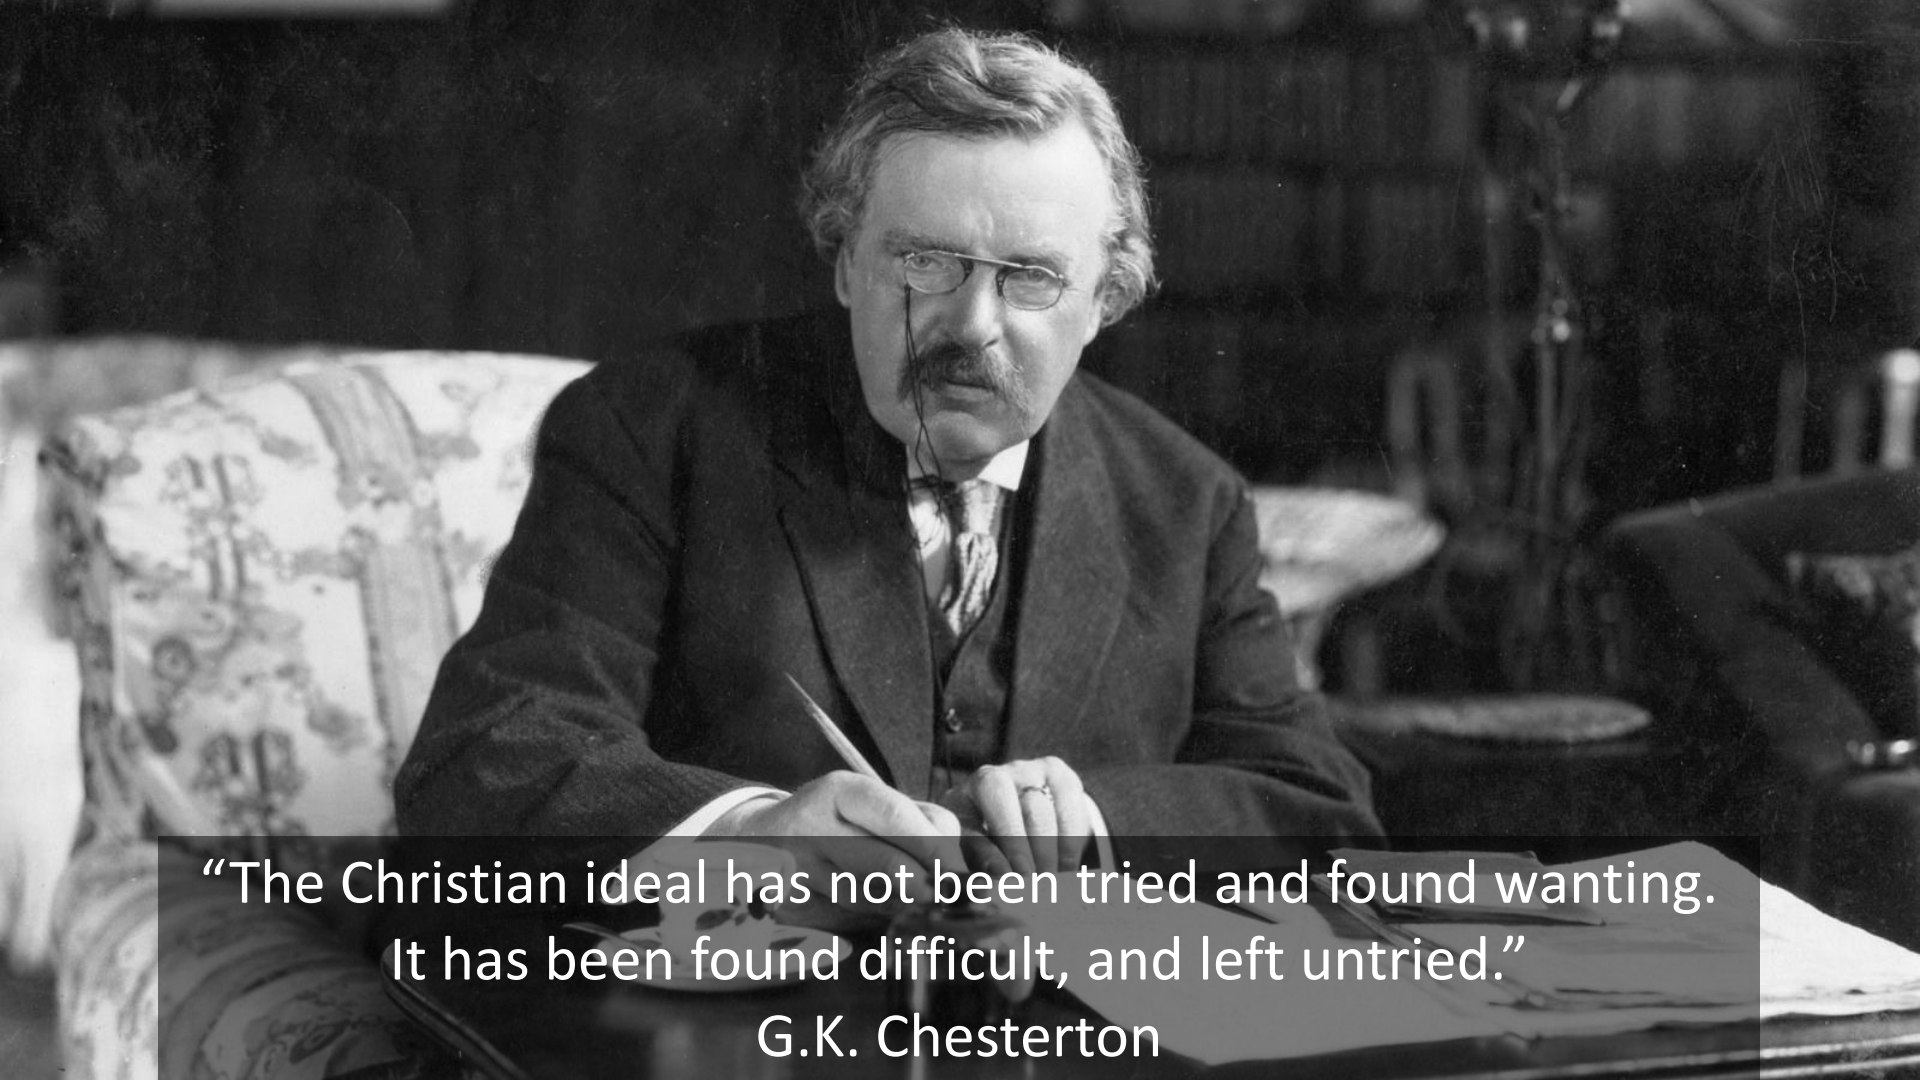 “The Christian ideal has not been tried and found wanting.
It has been found difficult, and left untried.”
G.K. Chesterton